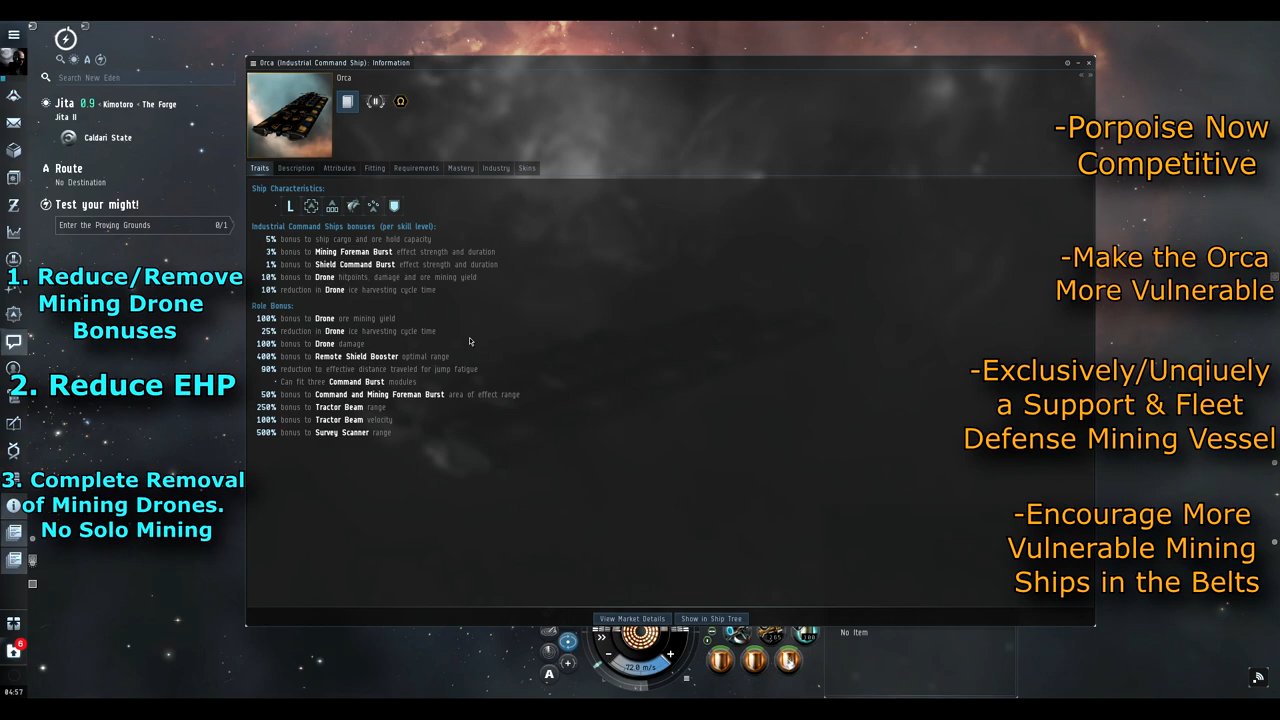 Search New Eden
Jita 0.9 ‹ Kimotoro ‹ The Forge
Jita II
Caldari State
Route
No Destination
Test your might!
Enter the Proving Grounds 0/1
1. Reduce/Remove
Mining Drone
Bonuses
2. Reduce EHP
3. Complete Removal
of Mining Drones.
No Solo Mining
6
04:57
Orca (Industrial Command Ship): Information
Orca
Traits Description Attributes Fitting Requirements Mastery Industry Skins
Ship Characteristics:
L
Industrial Command Ships bonuses (per skill level):
5% bonus to ship cargo and ore hold capacity
3% bonus to Mining Foreman Burst effect strength and duration
1% bonus to Shield Command Burst effect strength and duration
10% bonus to Drone hitpoints, damage and ore mining yield
10% reduction in Drone ice harvesting cycle time
Role Bonus:
100% bonus to Drone ore mining yield
25% reduction in Drone ice harvesting cycle time
100% bonus to Drone damage
400% bonus to Remote Shield Booster optimal range
90% reduction to effective distance traveled for jump fatigue
· Can fit three Command Burst modules
50% bonus to Command and Mining Foreman Burst area of effect range
250% bonus to Tractor Beam range
100% bonus to Tractor Beam velocity
500% bonus to Survey Scanner range
View Market Details Show in Ship Tree
72.0 m/s
A
No Item
-Porpoise Now
Competitive
-Make the Orca
More Vulnerable
-Exclusively/Unqiuely
a Support & Fleet
Defense Mining Vessel
-Encourage More
Vulnerable Mining
Ships in the Belts